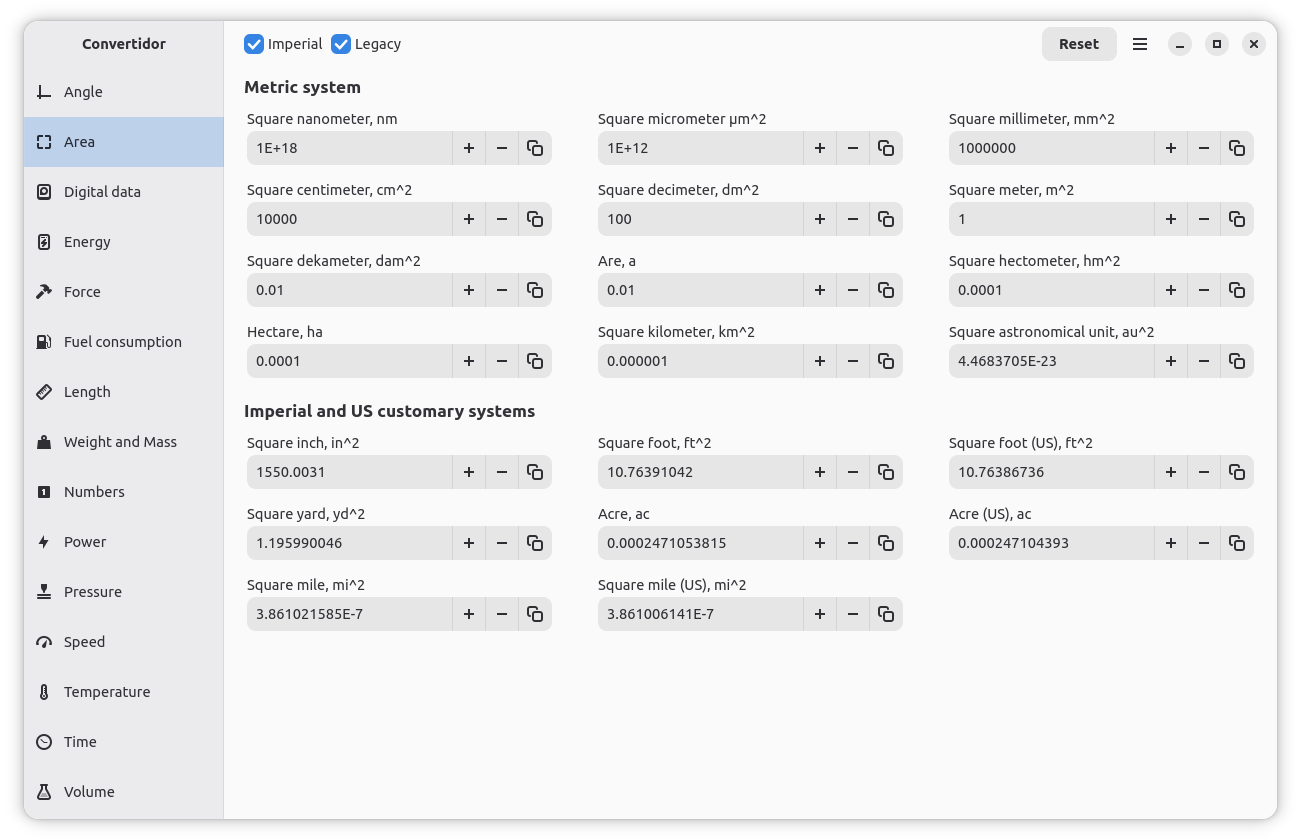 Convertidor
Imperial Legacy
Reset
Angle
Area
Digital data
Energy
Force
Fuel consumption
Length
Weight and Mass
Numbers
Power
Pressure
Speed
Temperature
Time
Volume
Metric system
Square nanometer, nm Square micrometer µm^2 Square millimeter, mm^2
1E+18 1E+12 1000000
Square centimeter, cm^2 Square decimeter, dm^2 Square meter, m^2
10000 100 1
Square dekameter, dam^2 Are, a Square hectometer, hm^2
0.01 0.01 0.0001
Hectare, ha Square kilometer, km^2 Square astronomical unit, au^2
0.0001 0.000001 4.4683705E-23
Imperial and US customary systems
Square inch, in^2 Square foot, ft^2 Square foot (US), ft^2
1550.0031 10.76391042 10.76386736
Square yard, yd^2 Acre, ac Acre (US), ac
1.195990046 0.0002471053815 0.000247104393
Square mile, mi^2 Square mile (US), mi^2
3.861021585E-7 3.861006141E-7